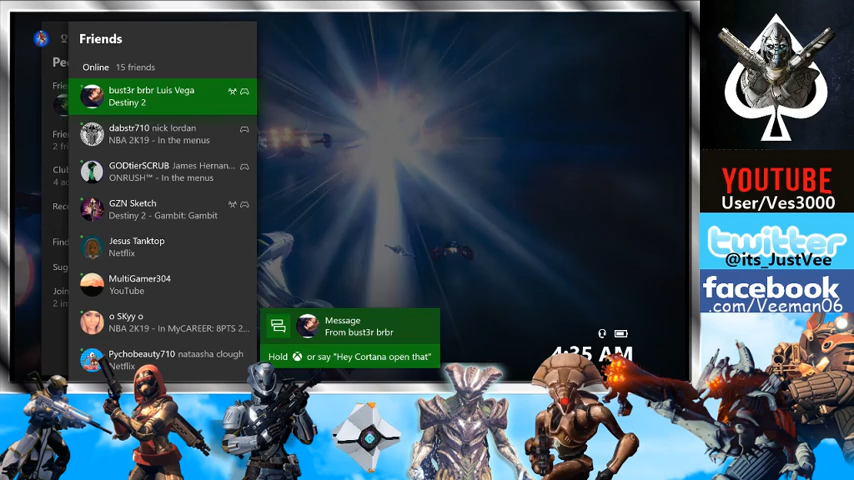 Friends
Online 15 friends
bust3r brbr Luis Vega
Destiny 2
dabstr710 nick lordan
NBA 2K19 - In the menus
GODtierSCRUB James Hernan...
ONRUSH™ - In the menus
GZN Sketch
Destiny 2 - Gambit: Gambit
Jesus Tanktop
Netflix
MultiGamer304
YouTube
o SKyy o
NBA 2K19 - In MyCAREER: 8PTS 2...
Pychobeauty710 nataasha clough
Netflix
Message
From bust3r brbr
Hold or say "Hey Cortana open that"
4:35 AM
YOUTUBE
User/Ves3000
twitter
@its_JustVee
facebook
.com/Veeman06